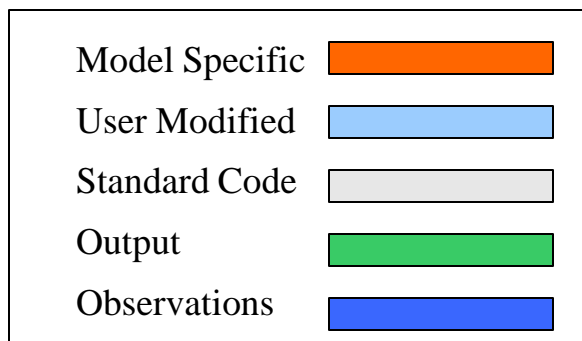 Model Specific
User Modified
Standard Code
Output
Observations